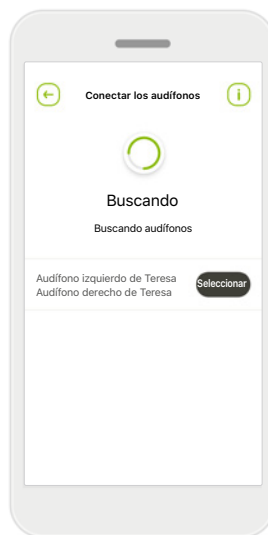 Conectar los audífonos
i
Buscando
Buscando audífonos
Audífono izquierdo de Teresa
Audífono derecho de Teresa
Seleccionar